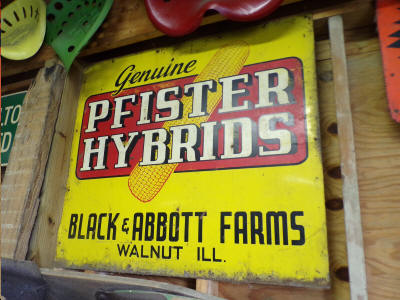 Genuine
PFISTER
HYBRIDS
BLACK & ABBOTT FARMS
WALNUT ILL.